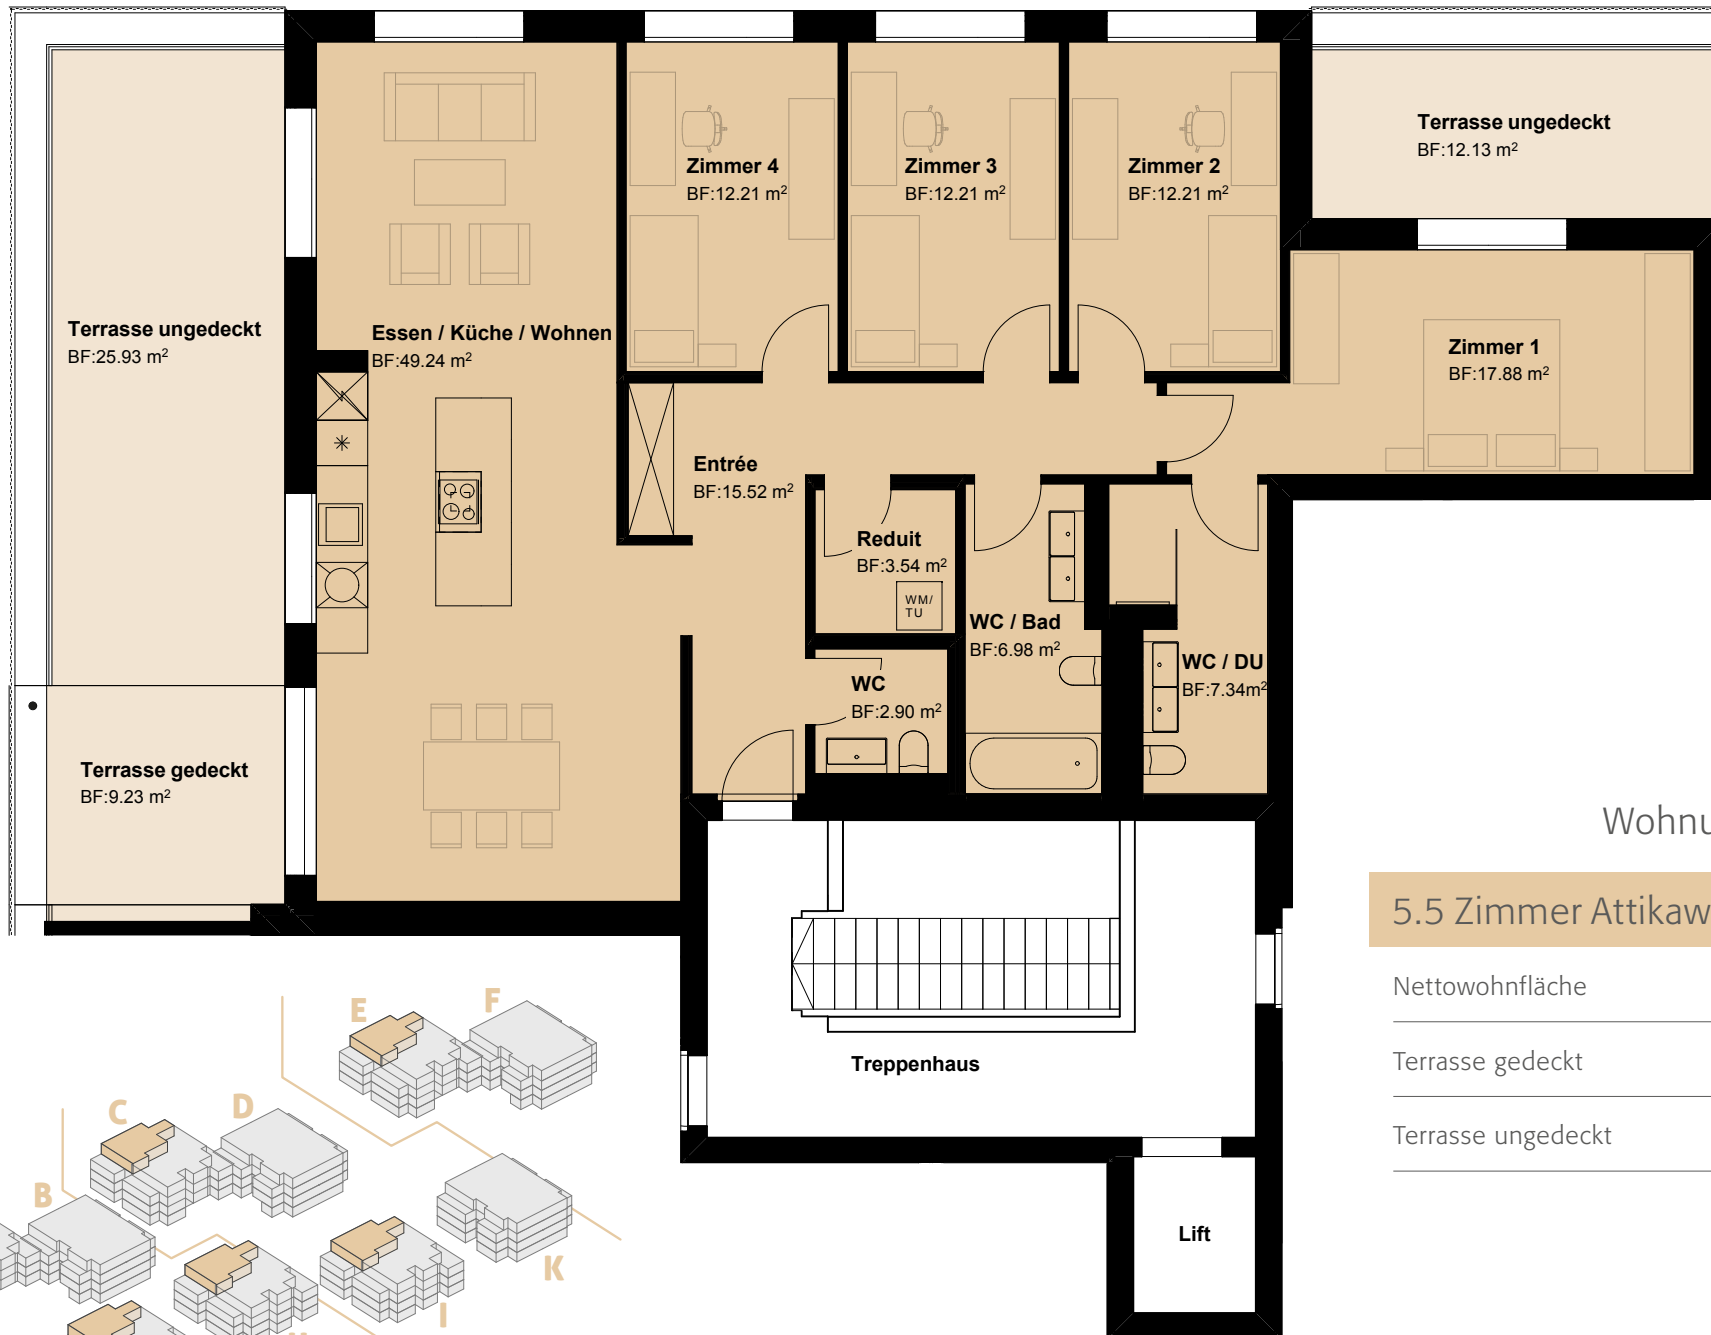 Terrasse ungedeckt
BF:12.13 m²
Zimmer 4
BF:12.21 m²
Zimmer 3
BF:12.21 m²
Zimmer 2
BF:12.21 m²
Terrasse ungedeckt
BF:25.93 m²
Essen / Küche / Wohnen
BF:49.24 m²
Zimmer 1
BF:17.88 m²
Entrée
BF:15.52 m²
Reduit
BF:3.54 m²
WM/
TU
WC / Bad
BF:6.98 m²
WC / DU
BF:7.34m²
WC
BF:2.90 m²
Terrasse gedeckt
BF:9.23 m²
Treppenhaus
Lift
5.5 Zimmer
Nettowohnfläche
Terrasse gedeckt
Terrasse ungedeckt
E
F
C
D
B
K
I